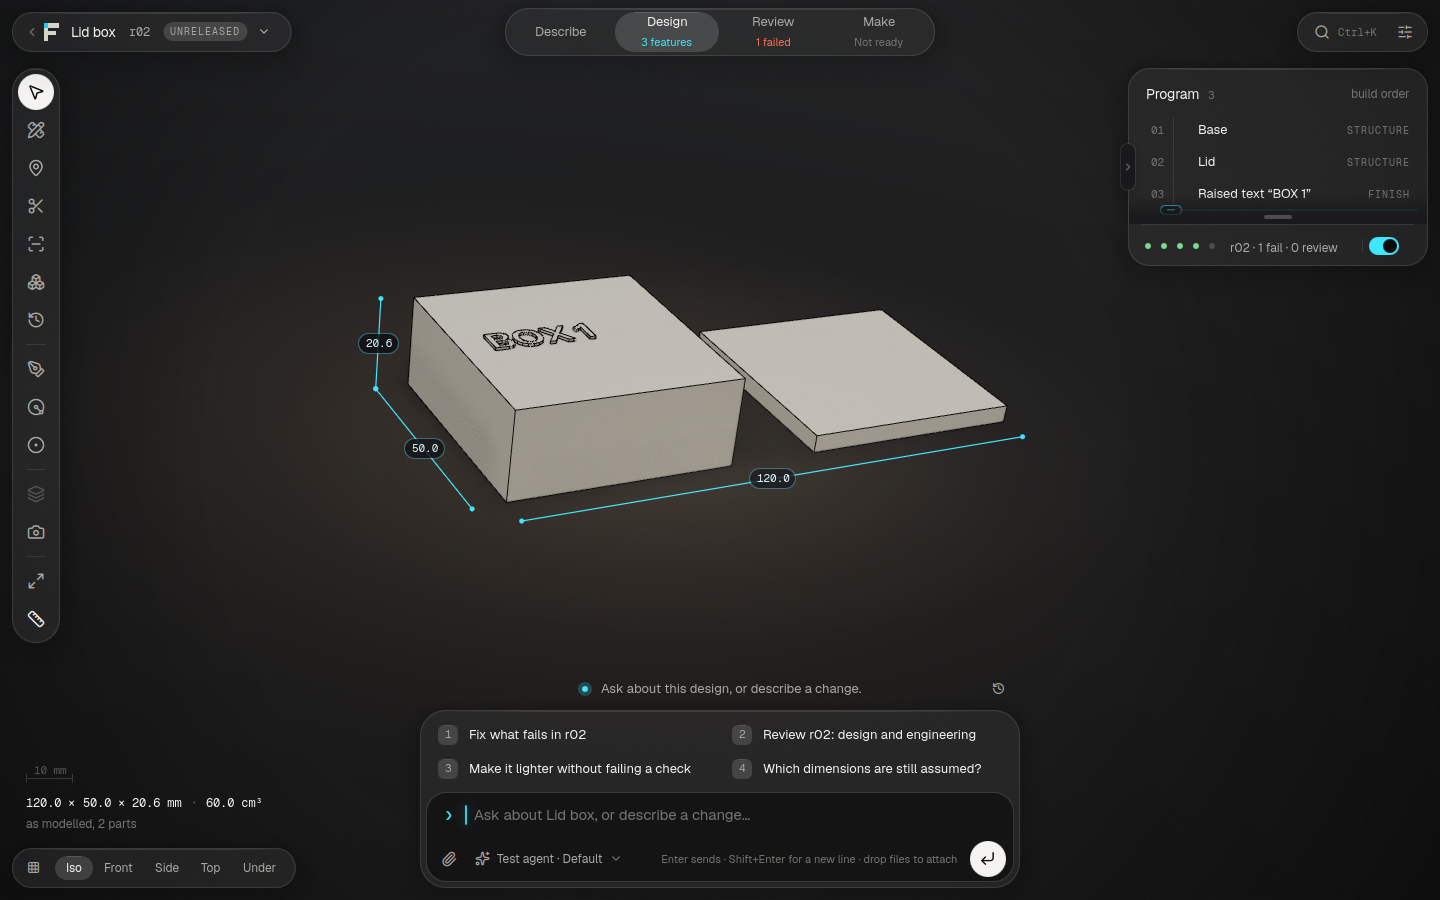 Lid box r02 UNRELEASED
Describe
Design
3 features
Review
1 failed
Make
Not ready
Ctrl+K
Program 3 build order
01 Base STRUCTURE
02 Lid STRUCTURE
03 Raised text “BOX 1” FINISH
r02 · 1 fail · 0 review
BOX 1
20.6
50.0
120.0
Ask about this design, or describe a change.
1 Fix what fails in r02
2 Review r02: design and engineering
3 Make it lighter without failing a check
4 Which dimensions are still assumed?
Ask about Lid box, or describe a change...
Test agent · Default
Enter sends · Shift+Enter for a new line · drop files to attach
10 mm
120.0 × 50.0 × 20.6 mm · 60.0 cm³
as modelled, 2 parts
Iso Front Side Top Under